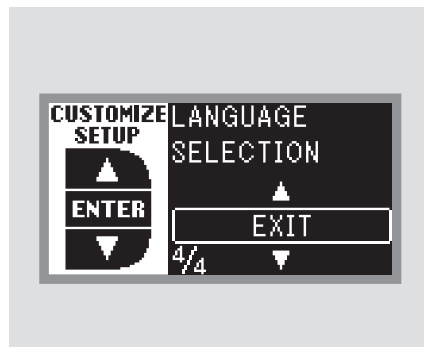 CUSTOMIZE
SETUP
ENTER
LANGUAGE
SELECTION
EXIT
4/4